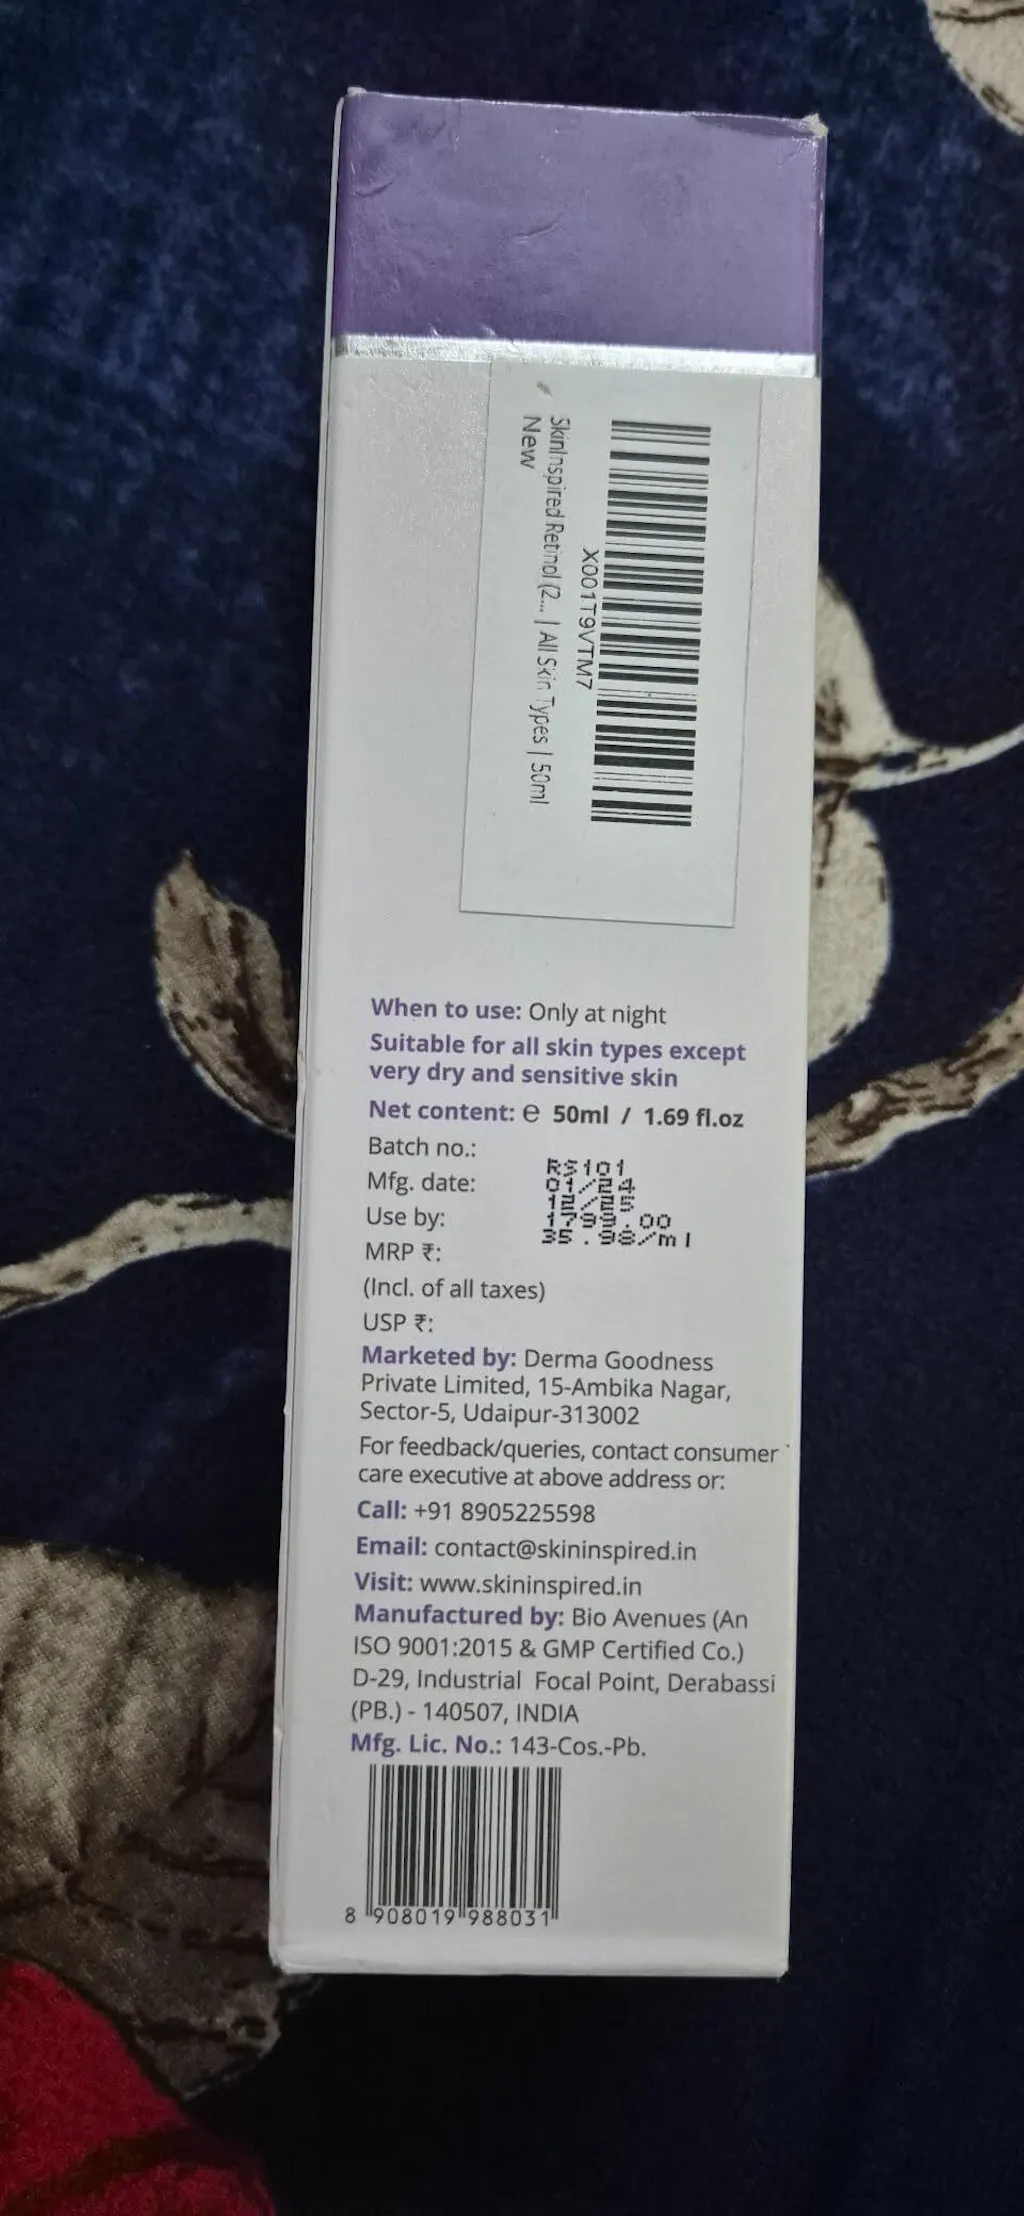 X001T9VTM7
SkinInspired Retinol (2... | All Skin Types | 50ml
New
When to use: Only at night
Suitable for all skin types except
very dry and sensitive skin
Net content: ℮ 50ml / 1.69 fl.oz
Batch no.: RS101
Mfg. date: 01/24
Use by: 12/25
MRP ₹: 1799.00
(Incl. of all taxes)
USP ₹: 35.98/ml
Marketed by: Derma Goodness
Private Limited, 15-Ambika Nagar,
Sector-5, Udaipur-313002
For feedback/queries, contact consumer
care executive at above address or:
Call: +91 8905225598
Email: contact@skininspired.in
Visit: www.skininspired.in
Manufactured by: Bio Avenues (An
ISO 9001:2015 & GMP Certified Co.)
D-29, Industrial Focal Point, Derabassi
(PB.) - 140507, INDIA
Mfg. Lic. No.: 143-Cos.-Pb.
8 908019 988031